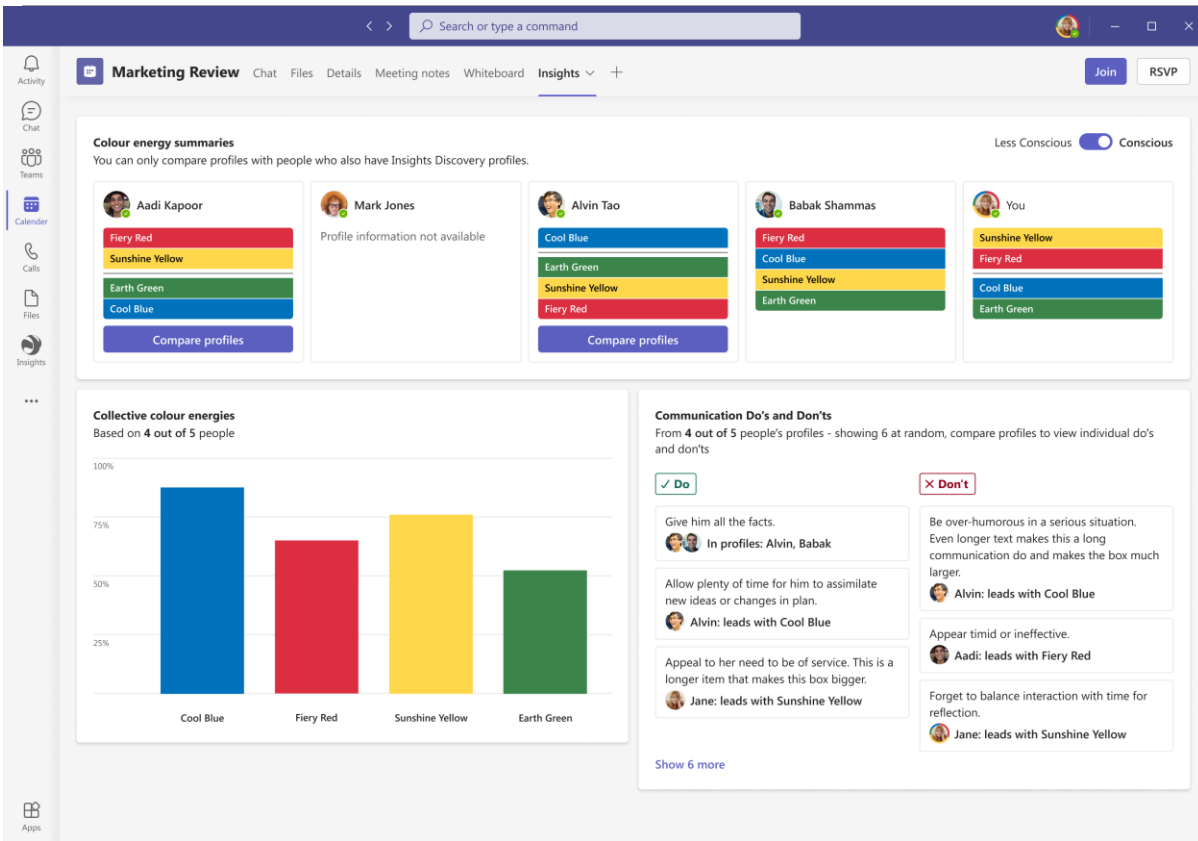 Search or type a command
Activity
Chat
Teams
Calender
Calls
Files
Insights
Apps
Marketing Review Chat Files Details Meeting notes Whiteboard Insights
Join RSVP
Colour energy summaries
You can only compare profiles with people who also have Insights Discovery profiles.
Less Conscious Conscious
Aadi Kapoor
Fiery Red
Sunshine Yellow
Earth Green
Cool Blue
Compare profiles
Mark Jones
Profile information not available
Alvin Tao
Cool Blue
Earth Green
Sunshine Yellow
Fiery Red
Compare profiles
Babak Shammas
Fiery Red
Cool Blue
Sunshine Yellow
Earth Green
You
Sunshine Yellow
Fiery Red
Cool Blue
Earth Green
Collective colour energies
Based on 4 out of 5 people
100%
75%
50%
25%
Cool Blue Fiery Red Sunshine Yellow Earth Green
Communication Do's and Don'ts
From 4 out of 5 people's profiles - showing 6 at random, compare profiles to view individual do's
and don'ts
Do
Give him all the facts.
In profiles: Alvin, Babak
Allow plenty of time for him to assimilate
new ideas or changes in plan.
Alvin: leads with Cool Blue
Appeal to her need to be of service. This is a
longer item that makes this box bigger.
Jane: leads with Sunshine Yellow
Don't
Be over-humorous in a serious situation.
Even longer text makes this a long
communication do and makes the box much
larger.
Alvin: leads with Cool Blue
Appear timid or ineffective.
Aadi: leads with Fiery Red
Forget to balance interaction with time for
reflection.
Jane: leads with Sunshine Yellow
Show 6 more